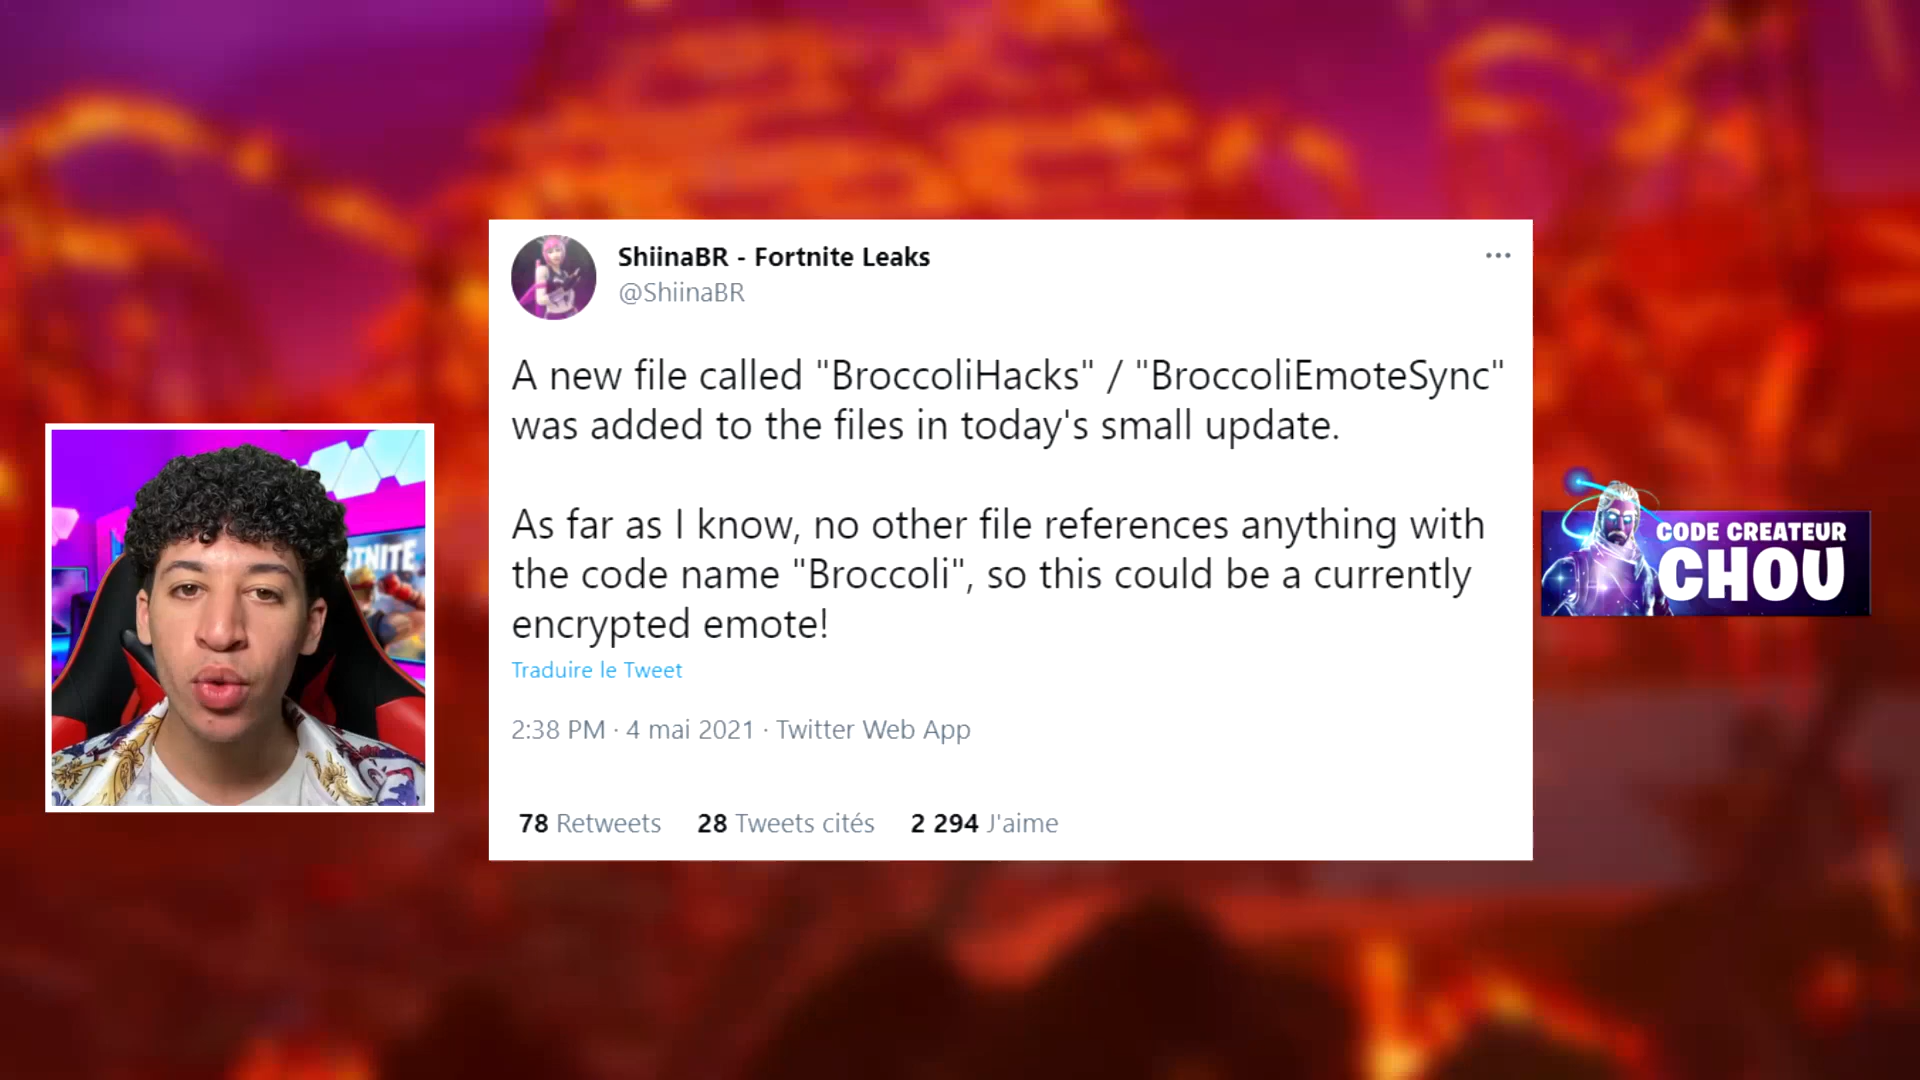 ShiinaBR - Fortnite Leaks
@ShiinaBR
A new file called "BroccoliHacks" / "BroccoliEmoteSync"
was added to the files in today's small update.
As far as I know, no other file references anything with
the code name "Broccoli", so this could be a currently
encrypted emote!
Traduire le Tweet
2:38 PM · 4 mai 2021 · Twitter Web App
78 Retweets 28 Tweets cités 2 294 J'aime
TNITE
CODE CREATEUR
CHOU